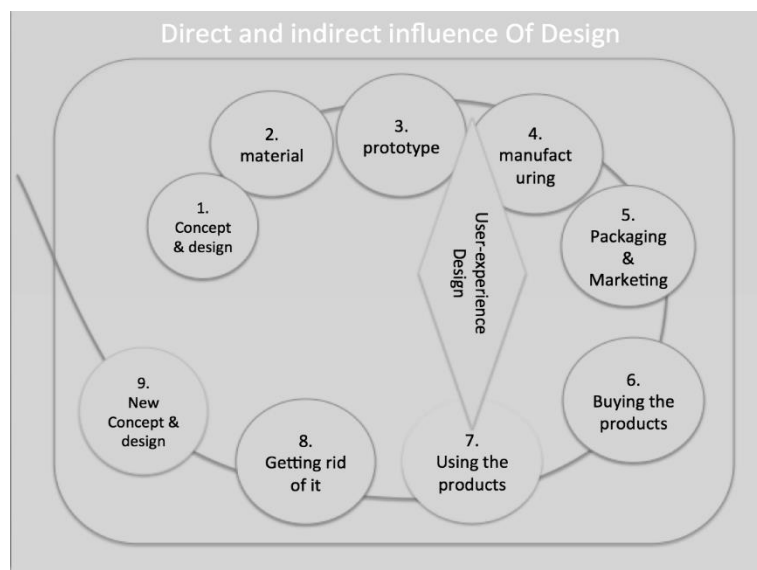 Direct and indirect influence Of Design
1.
Concept
& design
2.
material
3.
prototype
4.
manufact
uring
5.
Packaging
&
Marketing
6.
Buying the
products
7.
Using the
products
8.
Getting rid
of it
9.
New
Concept &
design
User-experience
Design